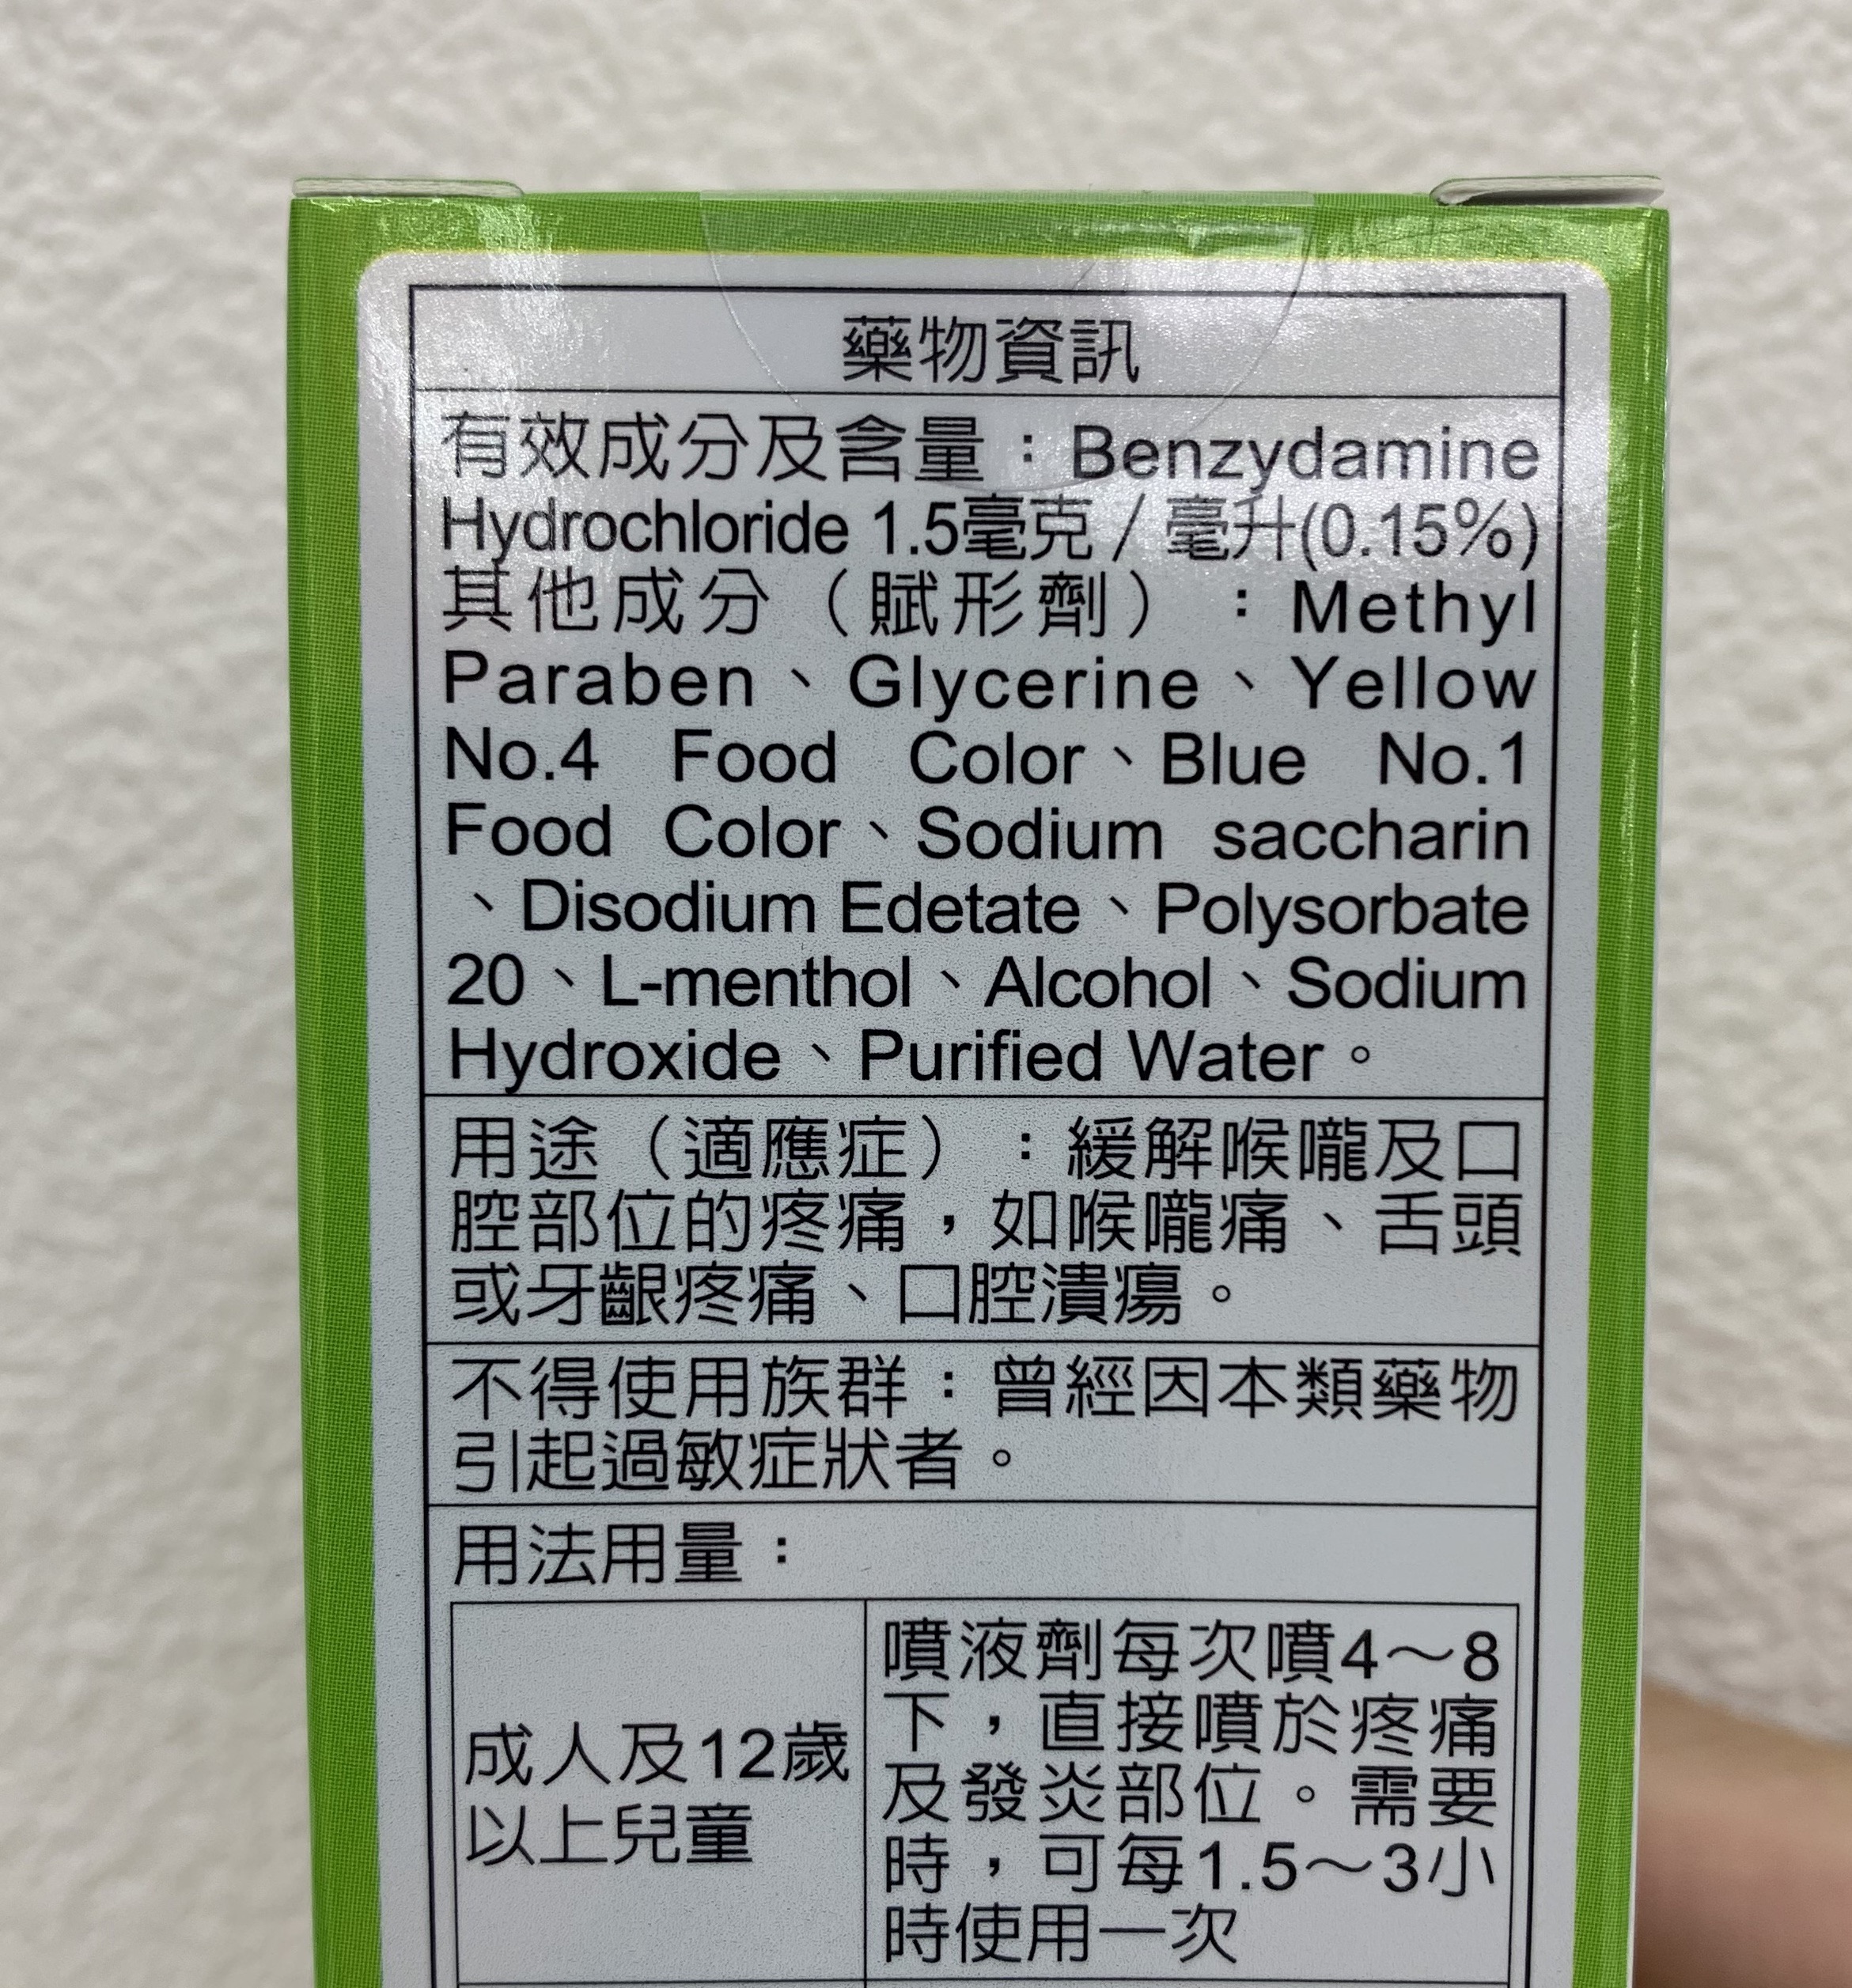 藥物資訊
有效成分及含量：Benzydamine
Hydrochloride 1.5毫克/毫升(0.15%)
其他成分（賦形劑）：Methyl
Paraben、Glycerine、Yellow
No.4 Food Color、Blue No.1
Food Color、Sodium saccharin
、Disodium Edetate、Polysorbate
20、L-menthol、Alcohol、Sodium
Hydroxide、Purified Water。
用途（適應症）：緩解喉嚨及口
腔部位的疼痛，如喉嚨痛、舌頭
或牙齦疼痛、口腔潰瘍。
不得使用族群：曾經因本類藥物
引起過敏症狀者。
用法用量：
成人及12歲
以上兒童
噴液劑每次噴4～8
下，直接噴於疼痛
及發炎部位。需要
時，可每1.5～3小
時使用一次